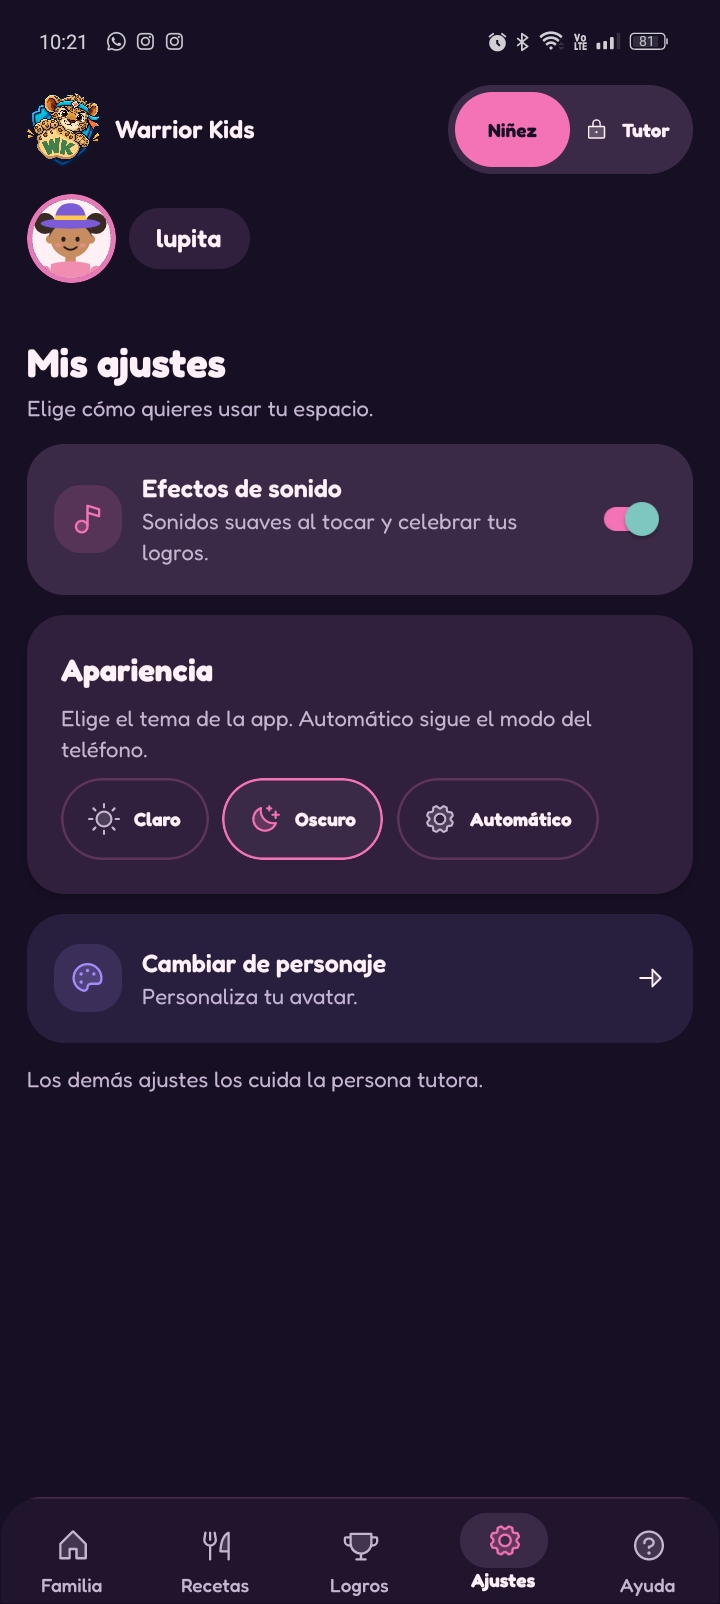 10:21
Vo LTE
81
WK
Warrior Kids
Niñez
Tutor
lupita
Mis ajustes
Elige cómo quieres usar tu espacio.
Efectos de sonido
Sonidos suaves al tocar y celebrar tus
logros.
Apariencia
Elige el tema de la app. Automático sigue el modo del
teléfono.
Claro
Oscuro
Automático
Cambiar de personaje
Personaliza tu avatar.
Los demás ajustes los cuida la persona tutora.
Familia
Recetas
Logros
Ajustes
Ayuda